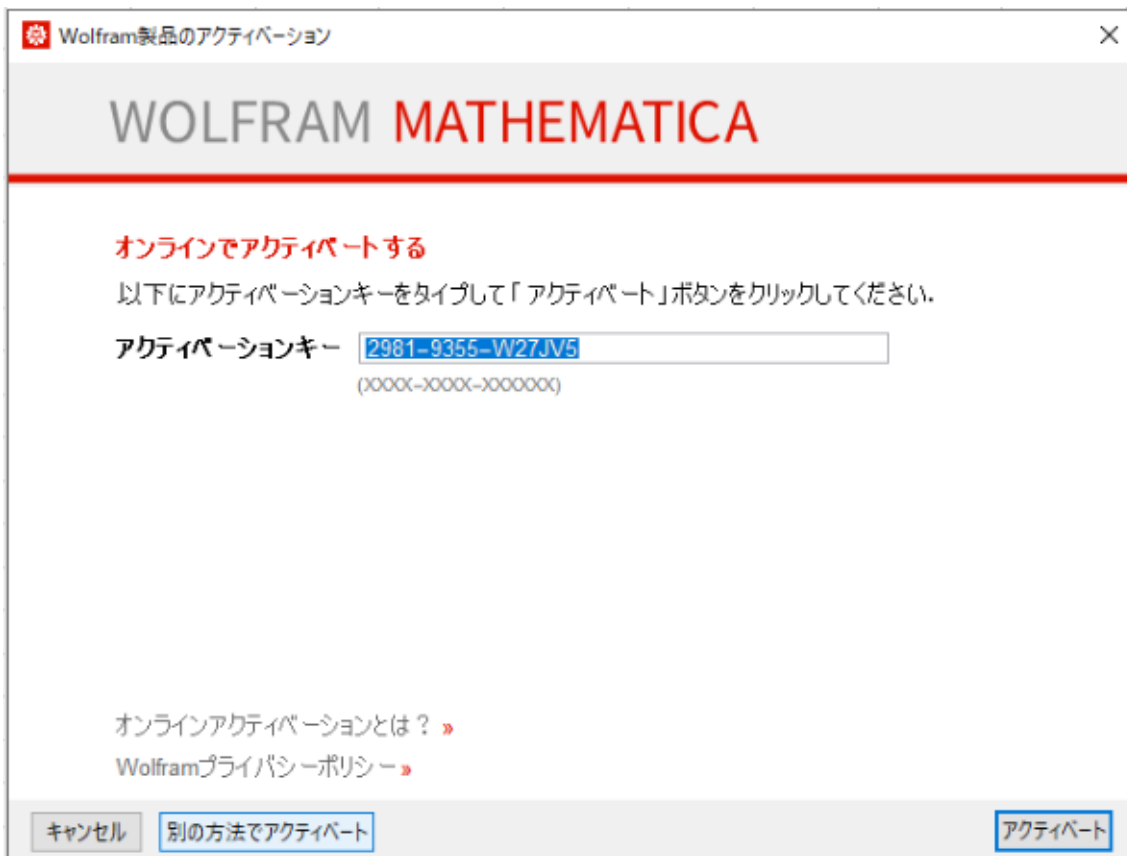 Wolfram製品のアクティベーション
WOLFRAM MATHEMATICA
オンラインでアクティベートする
以下にアクティベーションキーをタイプして「アクティベート」ボタンをクリックしてください.
アクティベーションキー 2981-9355-W27JV5
(XXXX-XXXX-XXXXXX)
オンラインアクティベーションとは？ »
Wolframプライバシーポリシー »
キャンセル 別の方法でアクティベート アクティベート